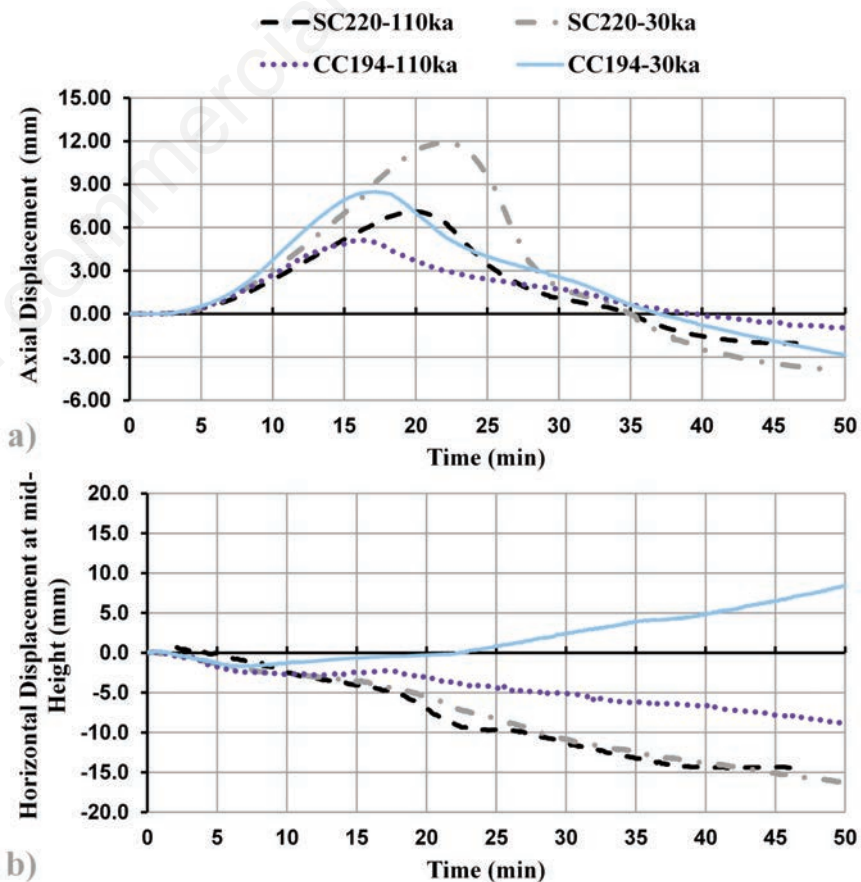 commercial
SC220-110ka SC220-30ka
CC194-110ka CC194-30ka
15.00
12.00
9.00
6.00
3.00
0.00
-3.00
-6.00
Axial Displacement (mm)
0 5 10 15 20 25 30 35 40 45 50
Time (min)
a)
20.0
15.0
10.0
5.0
0.0
-5.0
-10.0
-15.0
-20.0
Horizontal Displacement at mid-
Height (mm)
0 5 10 15 20 25 30 35 40 45 50
Time (min)
b)